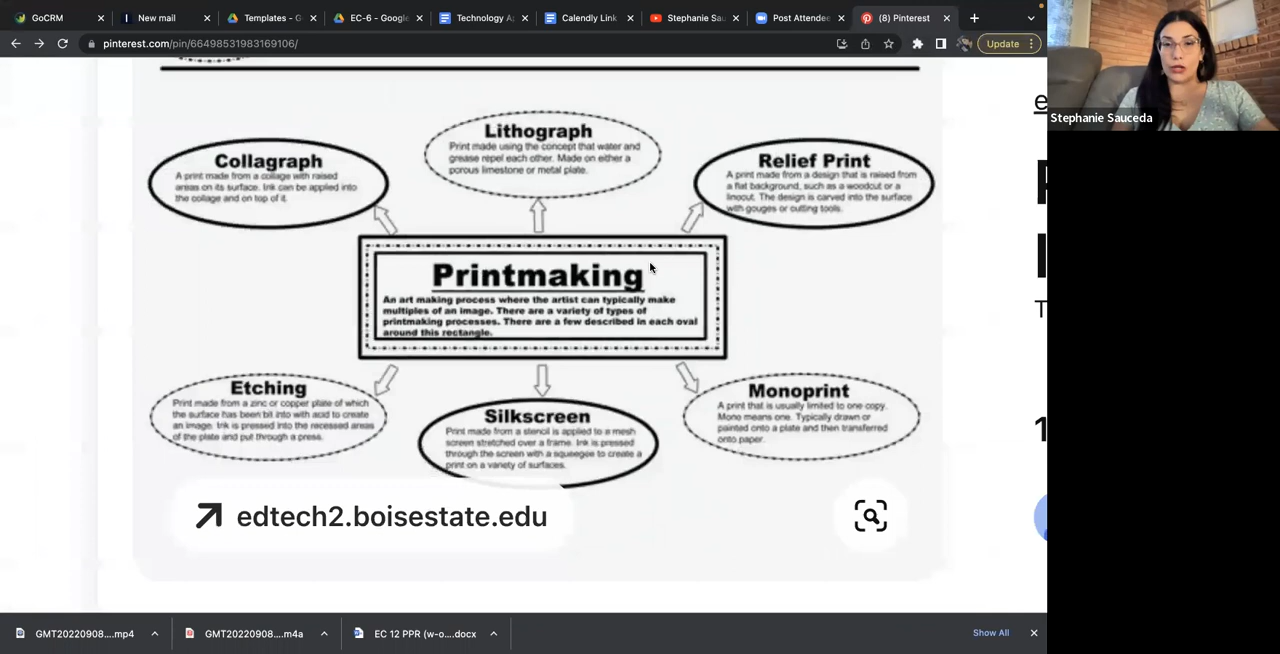 GoCRM
New mail
Templates - G
EC-6 - Google
Technology A
Calendly Link
Stephanie Sau
Post Attendee
(8) Pinterest
pinterest.com/pin/66498531983169106/
Update
Stephanie Sauceda
Lithograph
Print made using the concept that water and
grease repel each other. Made on either a
porous limestone or metal plate.
Collagraph
A print made from a collage with raised
areas on its surface. Ink can be applied into
the collage and on top of it.
Relief Print
A print made from a design that is raised from
a flat background, such as a woodcut or a
linocut. The design is carved into the surface
with gouges or cutting tools.
Printmaking
An art making process where the artist can typically make
multiples of an image. There are a variety of types of
printmaking processes. There are a few described in each oval
around this rectangle.
Etching
Print made from a zinc or copper plate of which
the surface has been bit into with acid to create
an image. Ink is pressed into the recessed areas
of the plate and put through a press.
Silkscreen
Print made from a stencil is applied to a mesh
screen stretched over a frame. Ink is pressed
through the screen with a squeegee to create a
print on a variety of surfaces.
Monoprint
A print that is usually limited to one copy.
Mono means one. Typically drawn or
painted onto a plate and then transferred
onto paper.
edtech2.boisestate.edu
GMT20220908....mp4
GMT20220908....m4a
EC 12 PPR (w-o....docx
Show All